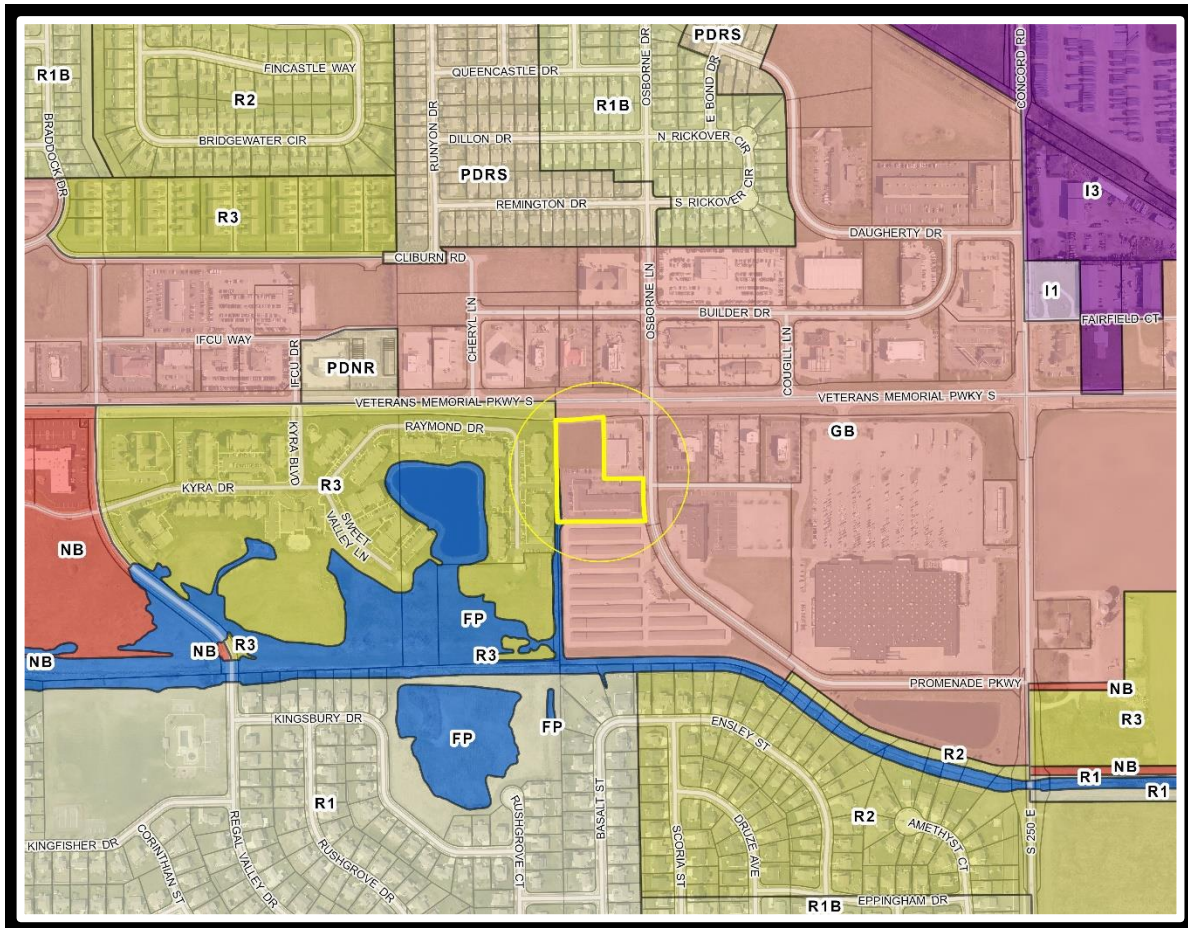 PDRS
FINCASTLE WAY
R1B
R2
QUEENCASTLE DR
OSBORNE DR
E BOND DR
CONCORD RD
R1B
BRADDOCK DR
BRIDGEWATER CIR
RUNYON DR
DILLON DR
N RICKOVER CIR
PDRS
I3
R3
REMINGTON DR
S RICKOVER CIR
DAUGHERTY DR
CLIBURN RD
I1
CHERYL LN
OSBORNE LN
BUILDER DR
COUGILL LN
FAIRFIELD CT
IFCU WAY
IFCU DR
PDNR
VETERANS MEMORIAL PKWY S
VETERANS MEMORIAL PWKY S
RAYMOND DR
GB
KYRA BLVD
KYRA DR
R3
SWEET VALLEY LN
NB
FP
NB
NB
R3
R3
PROMENADE PKWY
NB
R3
KINGSBURY DR
FP
FP
ENSLEY ST
R2
NB
R1
R1
R1
BASALT ST
R2
AMETHYST CT
S 250 E
KINGFISHER DR
CORINTHIAN ST
REGAL VALLEY DR
RUSHGROVE DR
RUSHGROVE CT
SCORIA ST
DRUZE AVE
R1B
EPPINGHAM DR